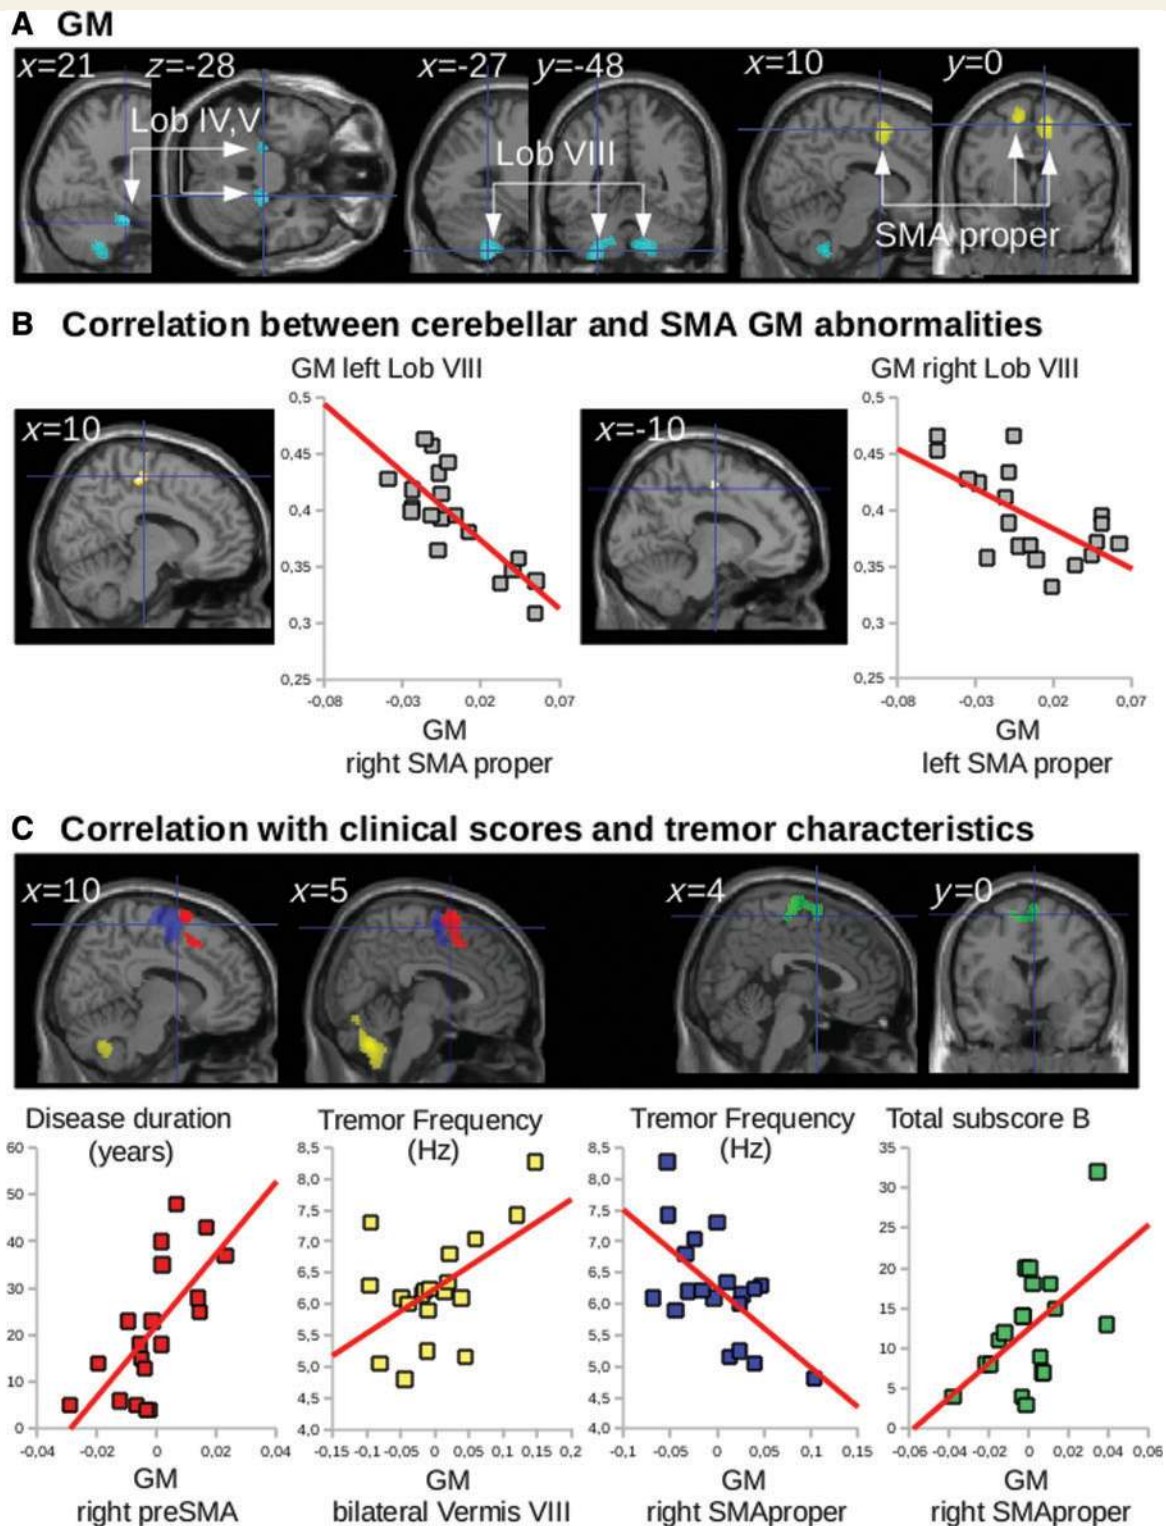 A GM
x=21 z=-28 x=-27 y=-48 x=10 y=0
Lob IV,V
Lob VIII
SMA proper
B Correlation between cerebellar and SMA GM abnormalities
GM left Lob VIII
x=10
0,5
0,45
0,4
0,35
0,3
0,25
-0,08 -0,03 0,02 0,07
GM
right SMA proper
GM right Lob VIII
x=-10
0,5
0,45
0,4
0,35
0,3
0,25
-0,08 -0,03 0,02 0,07
GM
left SMA proper
C Correlation with clinical scores and tremor characteristics
x=10 x=5 x=4 y=0
Disease duration
(years)
60
50
40
30
20
10
0
-0,04 -0,02 0 0,02 0,04
GM
right preSMA
Tremor Frequency
(Hz)
8,5
8,0
7,5
7,0
6,5
6,0
5,5
5,0
4,5
4,0
-0,15 -0,1 -0,05 0 0,05 0,1 0,15 0,2
GM
bilateral Vermis VIII
Tremor Frequency
(Hz)
8,5
8,0
7,5
7,0
6,5
6,0
5,5
5,0
4,5
4,0
-0,1 -0,05 0 0,05 0,1 0,15
GM
right SMAproper
Total subscore B
35
30
25
20
15
10
5
0
-0,06 -0,04 -0,02 0 0,02 0,04 0,06
GM
right SMAproper